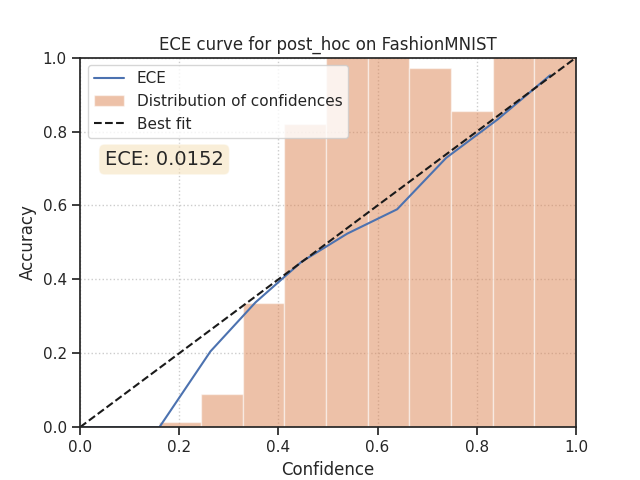 ECE curve for post_hoc on FashionMNIST
1.0
0.8
0.6
0.4
0.2
0.0
Accuracy
ECE
Distribution of confidences
Best fit
ECE: 0.0152
0.0 0.2 0.4 0.6 0.8 1.0
Confidence